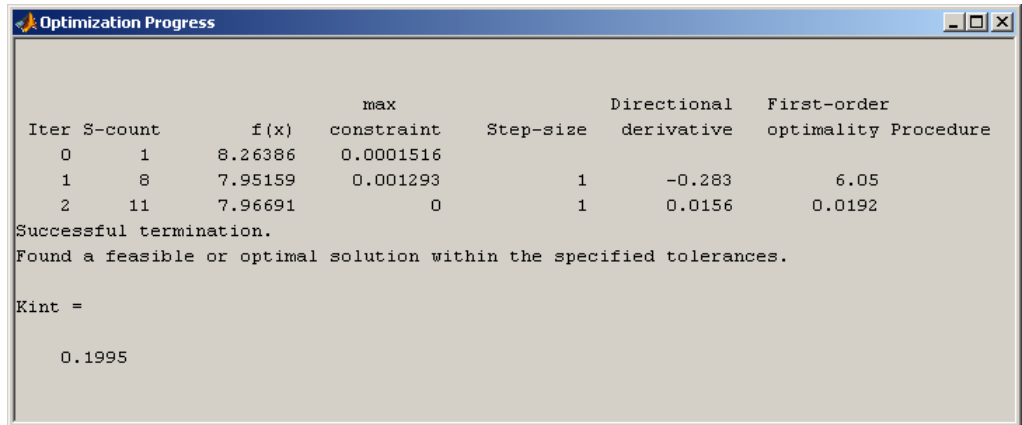 Optimization Progress
max Directional First-order
Iter S-count f(x) constraint Step-size derivative optimality Procedure
0 1 8.26386 0.0001516
1 8 7.95159 0.001293 1 -0.283 6.05
2 11 7.96691 0 1 0.0156 0.0192
Successful termination.
Found a feasible or optimal solution within the specified tolerances.
Kint =
0.1995